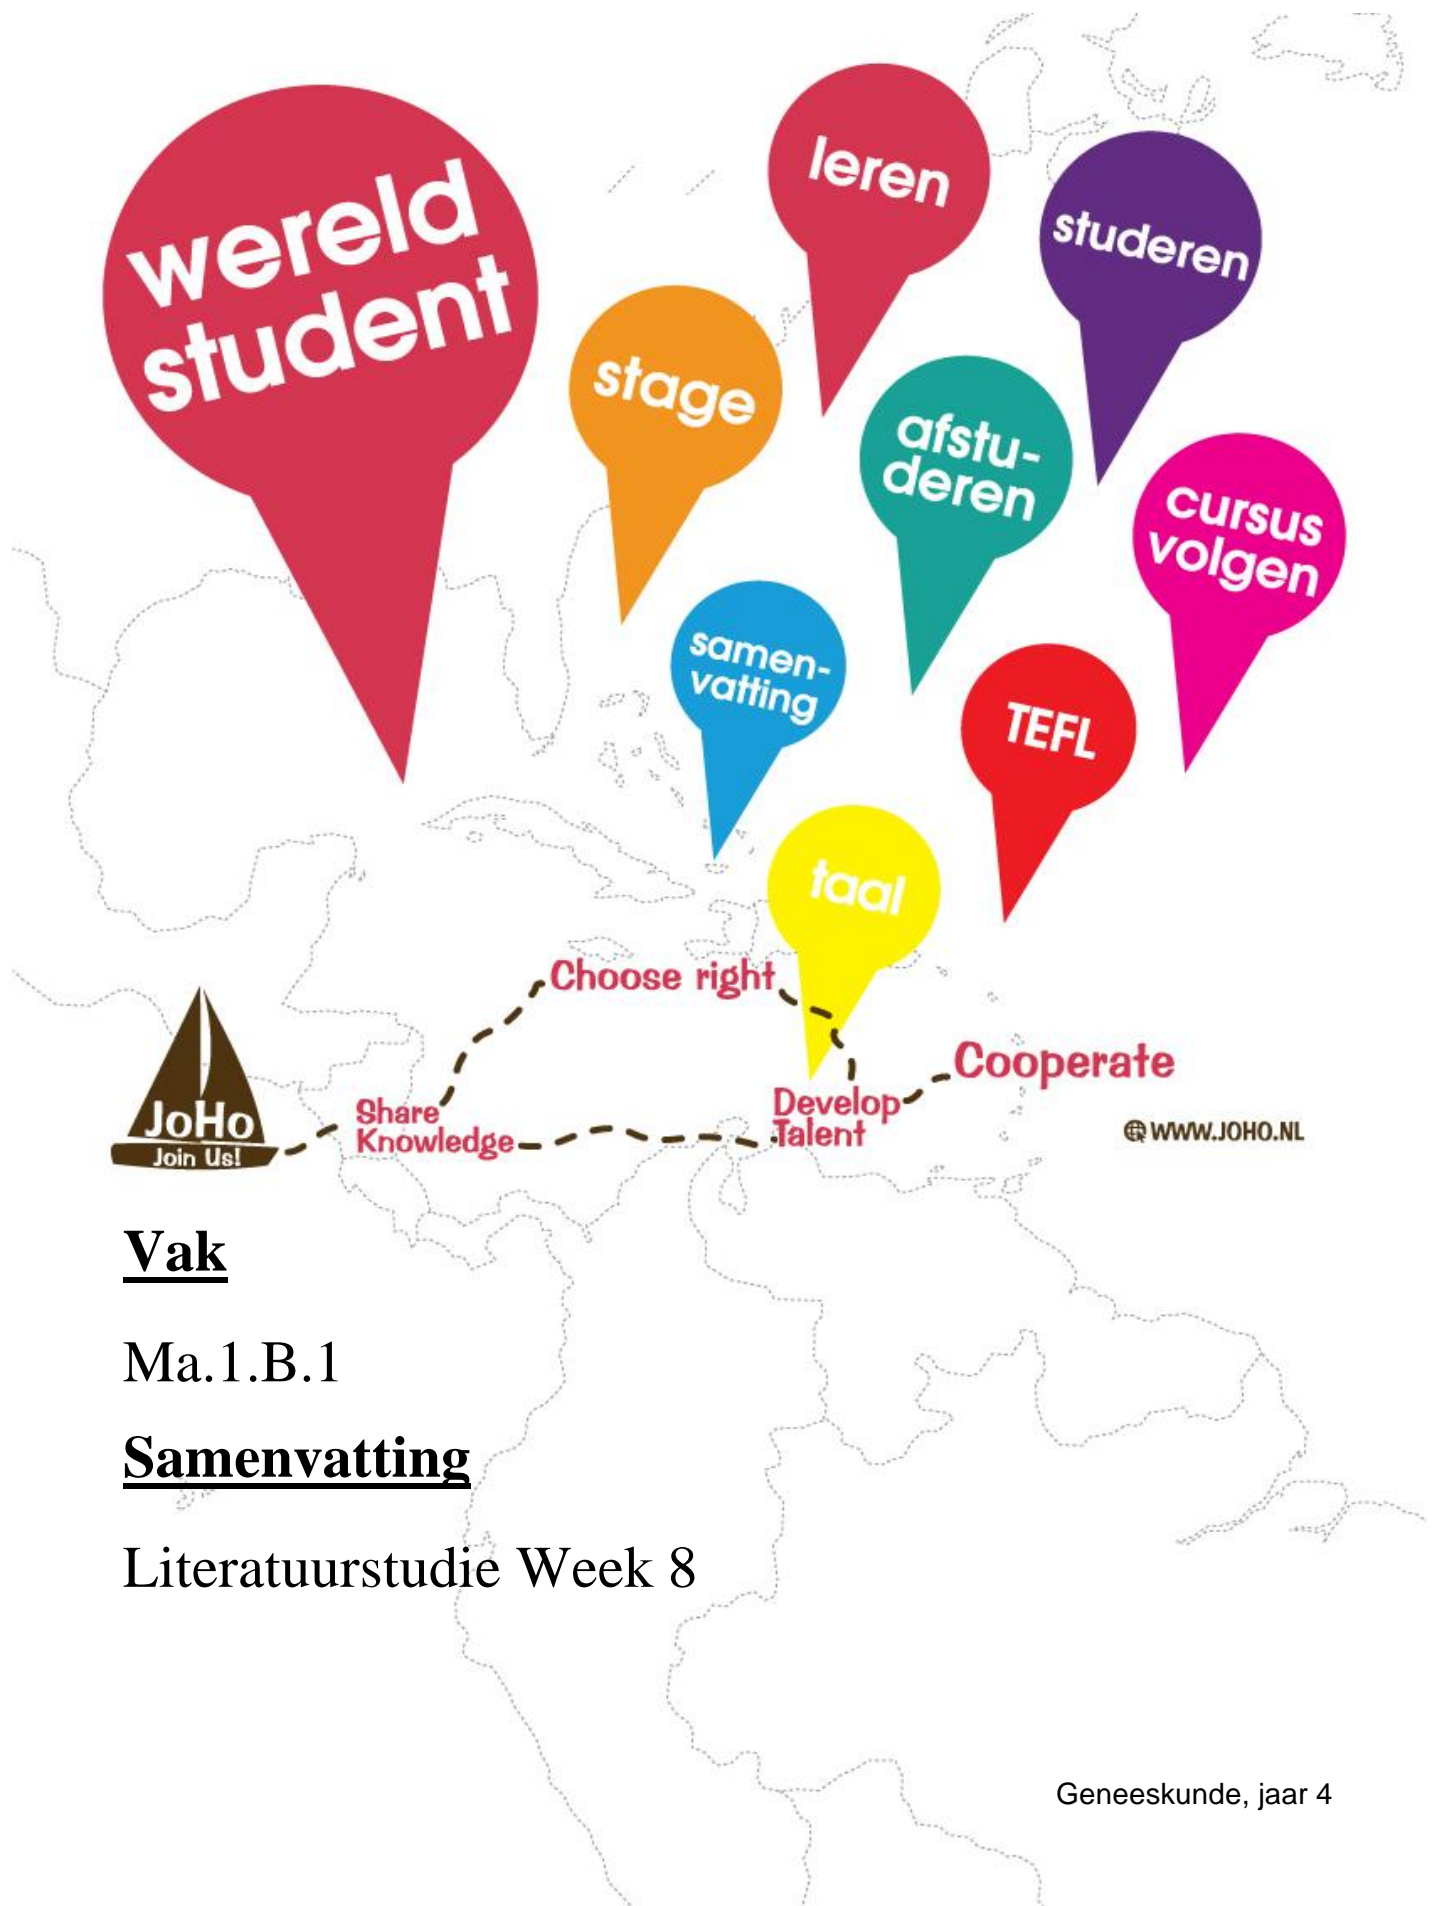 wereld
student
leren
studeren
stage
afstu-
deren
cursus
volgen
samen-
vatting
TEFL
taal
Choose right
Cooperate
JoHo
Join Us!
Share
Knowledge
Develop
Talent
WWW.JOHO.NL
Vak
Ma.1.B.1
Samenvatting
Literatuurstudie Week 8
Geneeskunde, jaar 4